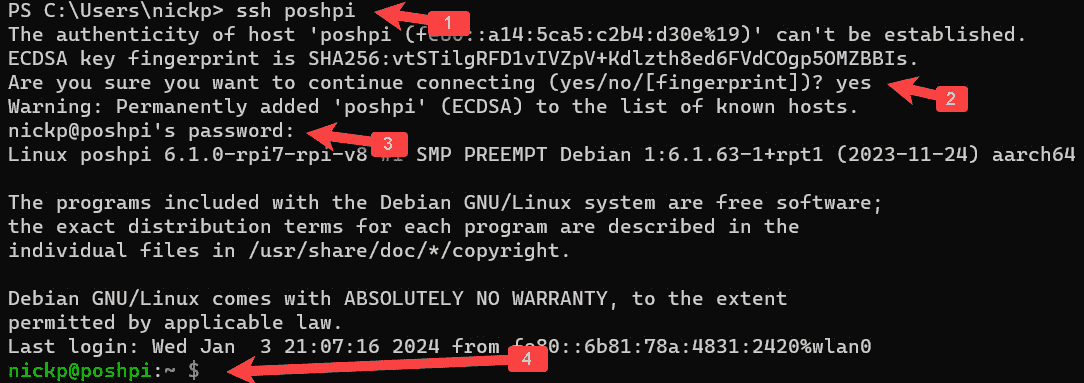 PS C:\Users\nickp> ssh poshpi 1
The authenticity of host 'poshpi (fe80::a14:5ca5:c2b4:d30e%19)' can't be established.
ECDSA key fingerprint is SHA256:vtSTilgRFD1vIVZpV+Kdlzth8ed6FVdCOgp5OMZBBIs.
Are you sure you want to continue connecting (yes/no/[fingerprint])? yes 2
Warning: Permanently added 'poshpi' (ECDSA) to the list of known hosts.
nickp@poshpi's password: 3
Linux poshpi 6.1.0-rpi7-rpi-v8 #1 SMP PREEMPT Debian 1:6.1.63-1+rpt1 (2023-11-24) aarch64
The programs included with the Debian GNU/Linux system are free software;
the exact distribution terms for each program are described in the
individual files in /usr/share/doc/*/copyright.
Debian GNU/Linux comes with ABSOLUTELY NO WARRANTY, to the extent
permitted by applicable law.
Last login: Wed Jan  3 21:07:16 2024 from fe80::6b81:78a:4831:2420%wlan0
nickp@poshpi:~ $ 4